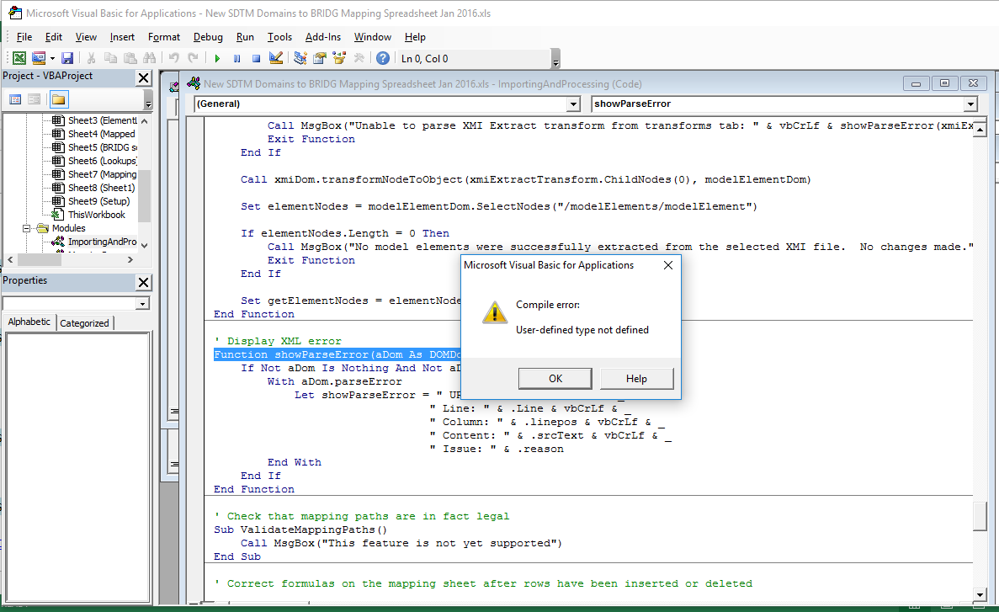 Microsoft Visual Basic for Applications - New SDTM Domains to BRIDG Mapping Spreadsheet Jan 2016.xls
File Edit View Insert Format Debug Run Tools Add-Ins Window Help
Ln 0, Col 0
Project - VBAProject
Sheet3 (Element
Sheet4 (Mapped
Sheet5 (BRIDG se
Sheet6 (Lookups)
Sheet7 (Mapping
Sheet8 (Sheet1)
Sheet9 (Setup)
ThisWorkbook
Modules
ImportingAndPro
Properties
Alphabetic Categorized
New SDTM Domains to BRIDG Mapping Spreadsheet Jan 2016.xls - ImportingAndProcessing (Code)
(General) showParseError
Call MsgBox("Unable to parse XMI Extract transform from transforms tab: " & vbCrLf & showParseError(xmiEx
Exit Function
End If
Call xmiDom.transformNodeToObject(xmiExtractTransform.ChildNodes(0), modelElementDom)
Set elementNodes = modelElementDom.SelectNodes("/modelElements/modelElement")
If elementNodes.Length = 0 Then
Call MsgBox("No model elements were successfully extracted from the selected XMI file.  No changes made."
Exit Function
End If
Set getElementNodes = elementNode
End Function
' Display XML error
Function showParseError(aDom As DOMDo
If Not aDom Is Nothing And Not aD
With aDom.parseError
Let showParseError = " UR
" Line: " & .Line & vbCrLf & _
" Column: " & .linepos & vbCrLf & _
" Content: " & .srcText & vbCrLf & _
" Issue: " & .reason
End With
End If
End Function
' Check that mapping paths are in fact legal
Sub ValidateMappingPaths()
Call MsgBox("This feature is not yet supported")
End Sub
' Correct formulas on the mapping sheet after rows have been inserted or deleted
Microsoft Visual Basic for Applications
Compile error:
User-defined type not defined
OK Help